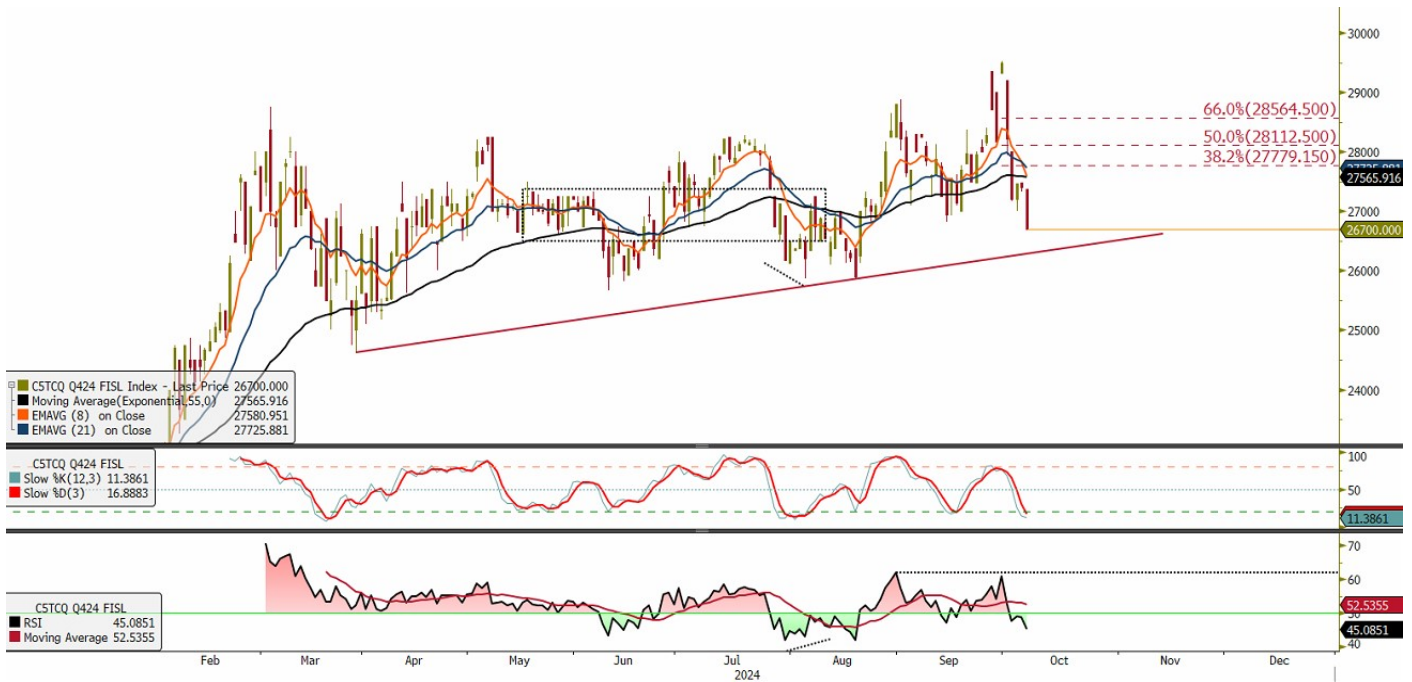 30000
29000
66.0%(28564.500)
50.0%(28112.500)
28000
38.2%(27779.150)
27725.881
27565.916
27000
26700.000
26000
25000
24000
C5TCQ Q424 FISL Index - Last Price 26700.000
Moving Average(Exponential,55,0) 27565.916
EMAVG (8) on Close 27580.951
EMAVG (21) on Close 27725.881
C5TCQ Q424 FISL
Slow %K(12,3) 11.3861
Slow %D(3) 16.8883
100
50
11.3861
70
60
52.5355
50
45.0851
40
C5TCQ Q424 FISL
RSI 45.0851
Moving Average 52.5355
Feb Mar Apr May Jun Jul Aug Sep Oct Nov Dec
2024